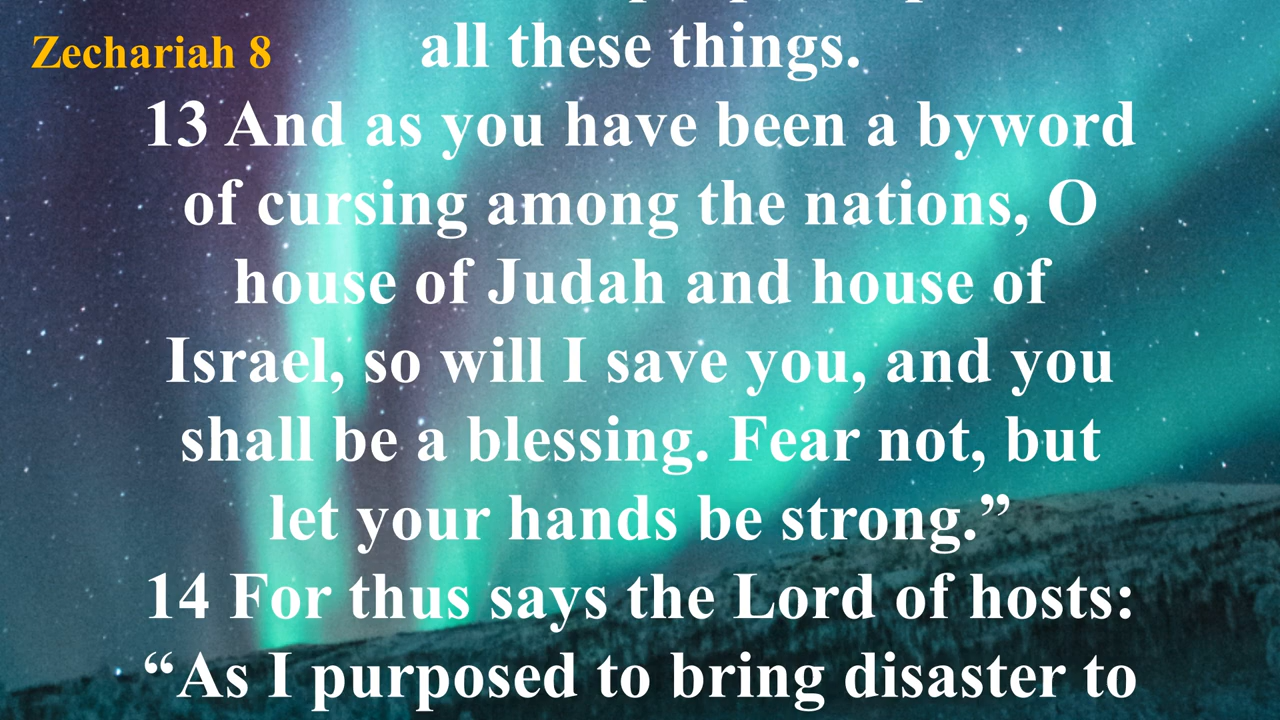 Zechariah 8
all these things.
13 And as you have been a byword
of cursing among the nations, O
house of Judah and house of
Israel, so will I save you, and you
shall be a blessing. Fear not, but
let your hands be strong.”
14 For thus says the Lord of hosts:
“As I purposed to bring disaster to